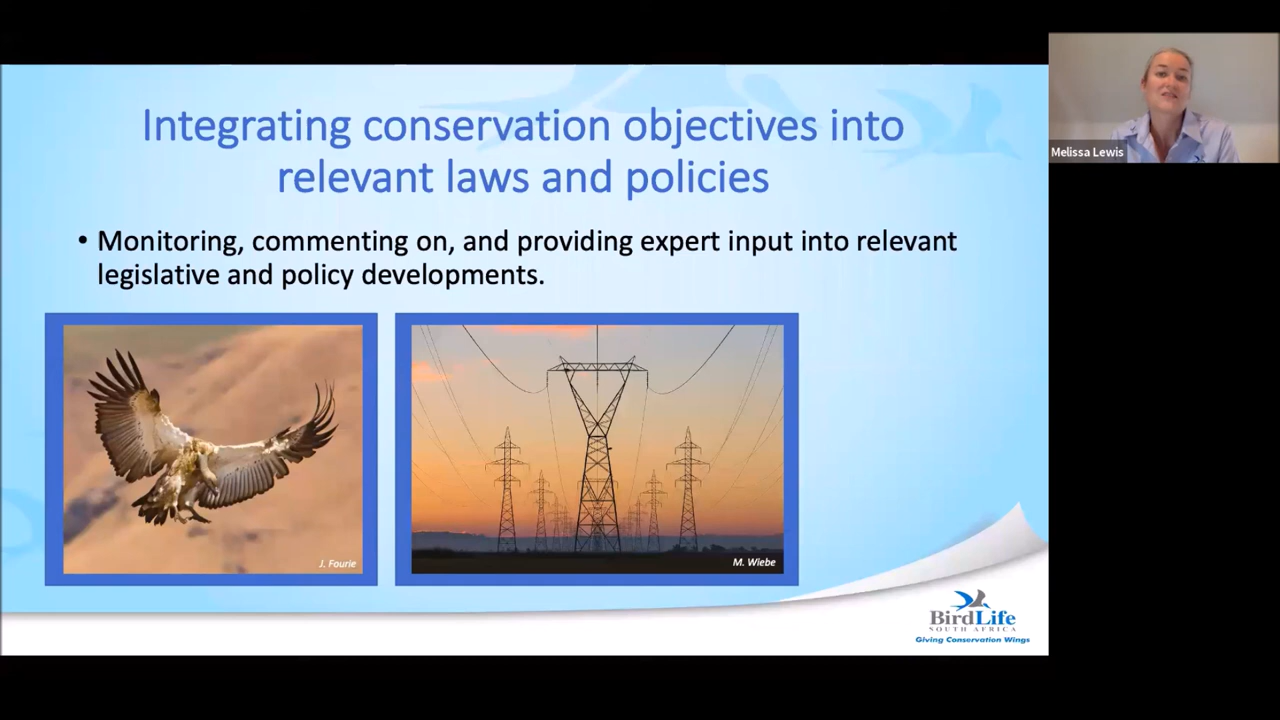 Integrating conservation objectives into
relevant laws and policies
• Monitoring, commenting on, and providing expert input into relevant
legislative and policy developments.
J. Fourie
M. Wiebe
BirdLife
SOUTH AFRICA
Giving Conservation Wings
Melissa Lewis